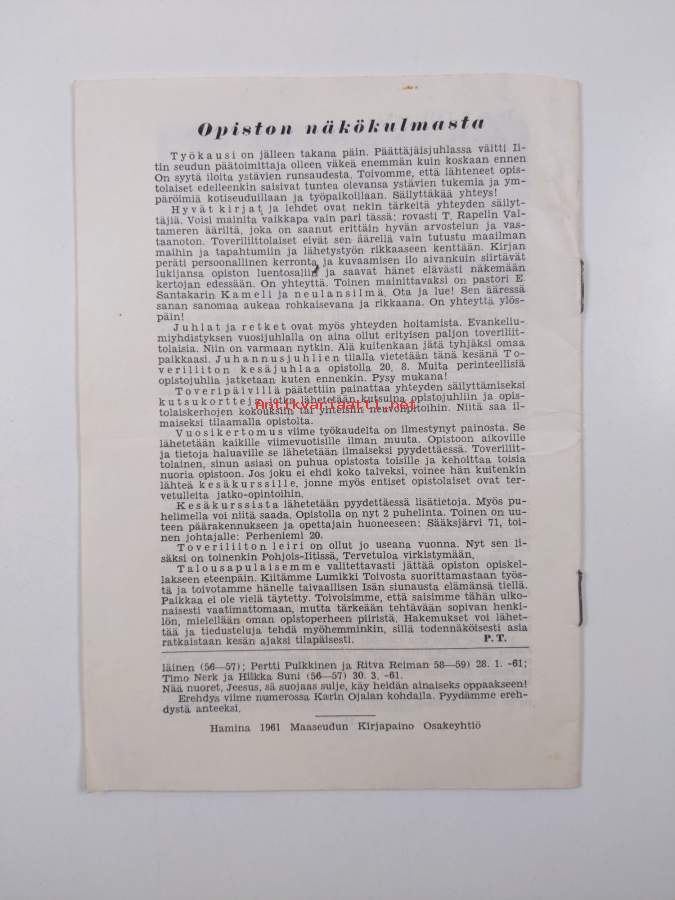 Opiston näkökulmasta
Työkausi on jälleen takana päin. Päättäjäisjuhlassa väitti Ii-
tin seudun päätoimittaja olleen väkeä enemmän kuin koskaan ennen
On syytä iloita ystävien runsaudesta. Toivomme, että lähteneet opis-
tolaiset edelleenkin saisivat tuntea olevansa ystävien tukemia ja ym-
päröimiä kotiseuduillaan ja työpaikoillaan. Säilyttäkää yhteys!
Hyvät kirjat ja lehdet ovat nekin tärkeitä yhteyden säilyt-
täjiä. Voisi mainita vaikkapa vain pari tässä: rovasti T. Rapelin Val-
tameren ääriltä, joka on saanut erittäin hyvän arvostelun ja vas-
taanoton. Toveriliittolaiset eivät sen äärellä vain tutustu maailman
maihin ja tapahtumiin ja lähetystyön rikkaaseen kenttään. Kirjan
peräti persoonallinen kerronta ja kuvaamisen ilo aivankuin siirtävät
lukijansa opiston luentosaliin ja saavat hänet elävästi näkemään
kertojan edessään. On yhteyttä. Toinen mainittavaksi on pastori E.
Santakarin Kameli ja neulansilmä. Ota ja lue! Sen ääressä
sanan sanomaa aukeaa rohkaisevana ja rikkaana. On yhteyttä ylös-
päin!
Juhlat ja retket ovat myös yhteyden hoitamista. Evankeliu-
miyhdistyksen vuosijuhlalla on aina ollut erityisen paljon toveriliit-
tolaisia. Niin on varmaan nytkin. Älä kuitenkaan jätä tyhjäksi omaa
paikkaasi. Juhannusjuhlien tilalla vietetään tänä kesänä To-
veriliiton kesäjuhlaa opistolla 20. 8. Muita perinteellisiä
opistojuhlia jatketaan kuten ennenkin. Pysy mukana!
Toveripäivillä päätettiin painattaa yhteyden säilyttämiseksi
kutsukortteja, joita lähetetään kutsuina opistojuhliin ja opis-
Antikvariaatti.net
tolaiskerhojen kokouksiin tai yhteisiin neuvonpitoihin. Niitä saa il-
maiseksi tilaamalla opistolta.
Vuosikertomus viime työkaudelta on ilmestynyt painosta. Se
lähetetään kaikille viimevuotisille ilman muuta. Opistoon aikoville
ja tietoja haluaville se lähetetään ilmaiseksi pyydettäessä. Toveriliit-
tolainen, sinun asiasi on puhua opistosta toisille ja kehoittaa toisia
nuoria opistoon. Jos joku ei ehdi koko talveksi, voinee hän kuitenkin
lähteä kesäkurssille, jonne myös entiset opistolaiset ovat ter-
vetulleita jatko-opintoihin.
Kesäkurssista lähetetään pyydettäessä lisätietoja. Myös pu-
helimella voi niitä saada. Opistolla on nyt 2 puhelinta. Toinen on uu-
teen päärakennukseen ja opettajain huoneeseen: Sääksjärvi 71, toi-
nen johtajalle: Perheniemi 20.
Toveriliiton leiri on ollut jo useana vuonna. Nyt sen li-
säksi on toinenkin Pohjois-Iitissä, Tervetuloa virkistymään,
Talousapulaisemme valitettavasti jättää opiston opiskel-
lakseen eteenpäin. Kiitämme Lumikki Toivosta suorittamastaan työs-
tä ja toivotamme hänelle taivaallisen Isän siunausta elämänsä tiellä.
Paikkaa ei ole vielä täytetty. Toivoisimme, että saisimme tähän ulko-
naisesti vaatimattomaan, mutta tärkeään tehtävään sopivan henki-
lön, mielellään oman opistoperheen piiristä. Hakemukset voi lähet-
tää ja tiedusteluja tehdä myöhemminkin, sillä todennäköisesti asia
ratkaistaan kesän ajaksi tilapäisesti. P. T.
läinen (56—57); Pertti Pulkkinen ja Ritva Reiman 58—59) 28. 1. -61;
Timo Nerk ja Hilkka Suni (56—57) 30. 3. -61.
Nää nuoret, Jeesus, sä suojaas sulje, käy heidän ainaiseks oppaakseen!
Erehdys viime numerossa Karin Ojalan kohdalla. Pyydämme ereh-
dystä anteeksi.
Hamina 1961 Maaseudun Kirjapaino Osakeyhtiö